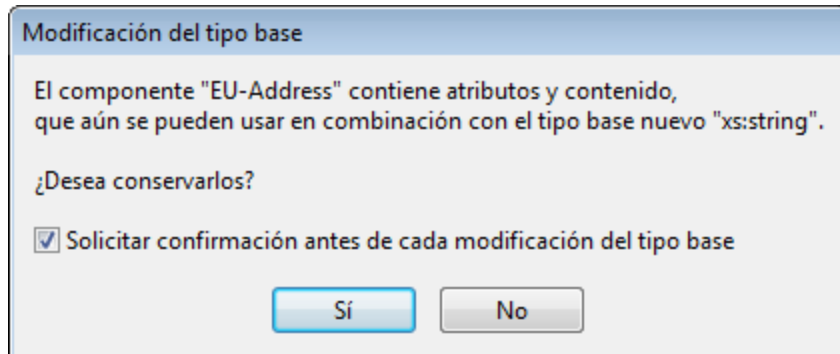 Modificación del tipo base
El componente "EU-Address" contiene atributos y contenido,
que aún se pueden usar en combinación con el tipo base nuevo "xs:string".
¿Desea conservarlos?
Solicitar confirmación antes de cada modificación del tipo base
Sí No